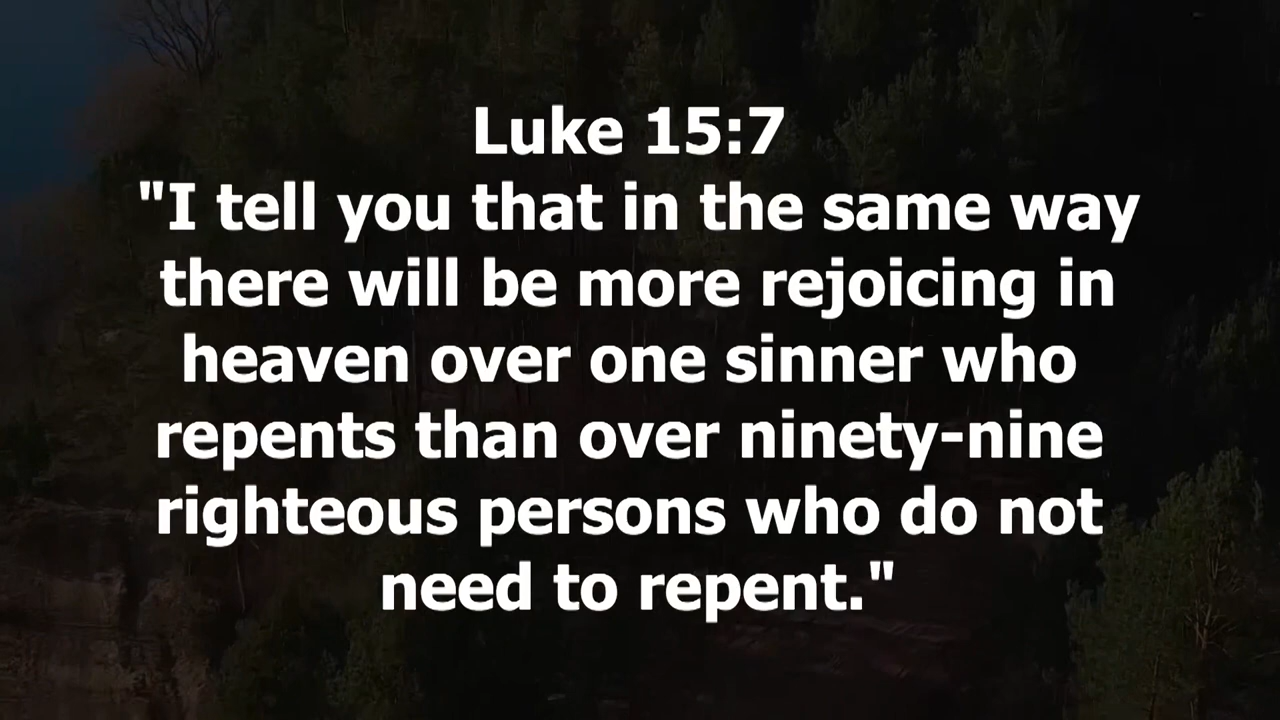 Luke 15:7
"I tell you that in the same way
there will be more rejoicing in
heaven over one sinner who
repents than over ninety-nine
righteous persons who do not
need to repent."